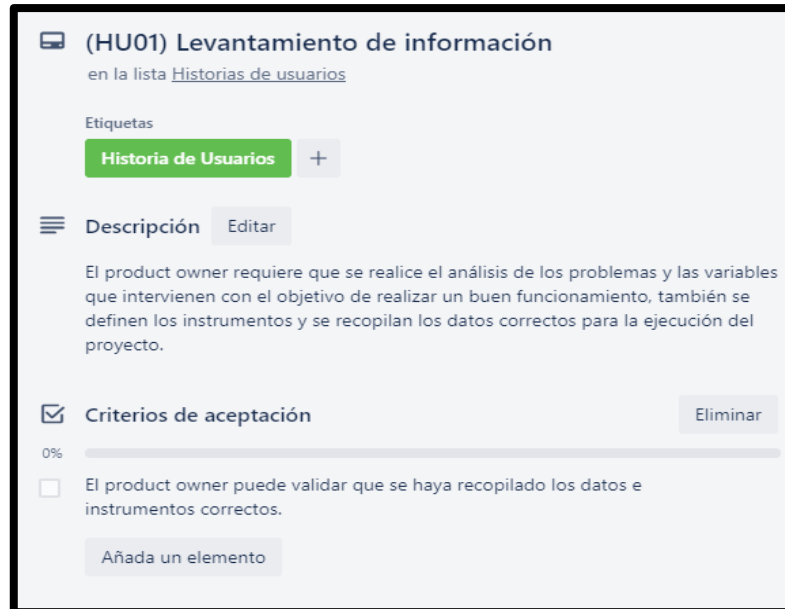 (HU01) Levantamiento de información
en la lista Historias de usuarios
Etiquetas
Historia de Usuarios +
Descripción Editar
El product owner requiere que se realice el análisis de los problemas y las variables
que intervienen con el objetivo de realizar un buen funcionamiento, también se
definen los instrumentos y se recopilan los datos correctos para la ejecución del
proyecto.
Criterios de aceptación Eliminar
0%
El product owner puede validar que se haya recopilado los datos e
instrumentos correctos.
Añada un elemento